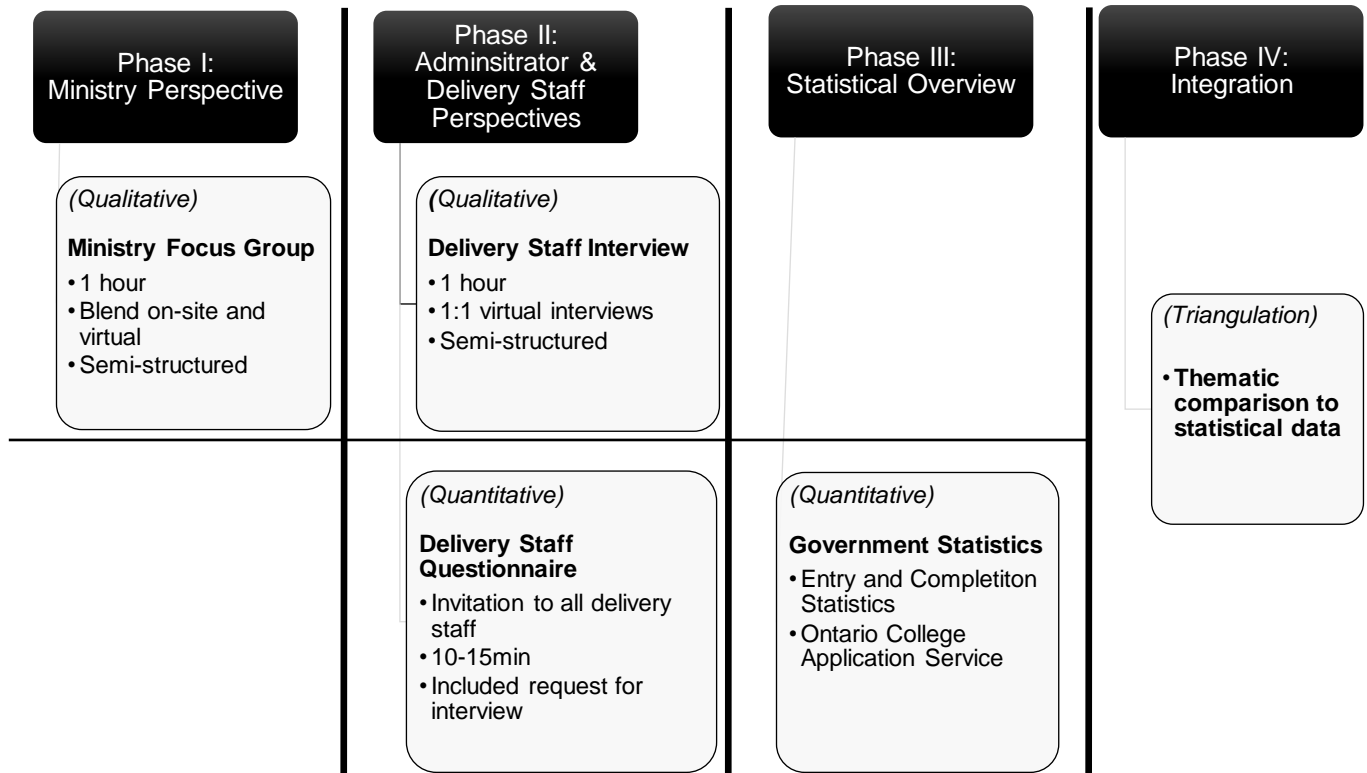 Phase I:
Ministry Perspective
(Qualitative)
Ministry Focus Group
• 1 hour
• Blend on-site and
virtual
• Semi-structured
Phase II:
Adminsitrator &
Delivery Staff
Perspectives
(Qualitative)
Delivery Staff Interview
• 1 hour
• 1:1 virtual interviews
• Semi-structured
(Quantitative)
Delivery Staff
Questionnaire
• Invitation to all delivery
staff
• 10-15min
• Included request for
interview
Phase III:
Statistical Overview
(Quantitative)
Government Statistics
• Entry and Completiton
Statistics
• Ontario College
Application Service
Phase IV:
Integration
(Triangulation)
• Thematic
comparison to
statistical data